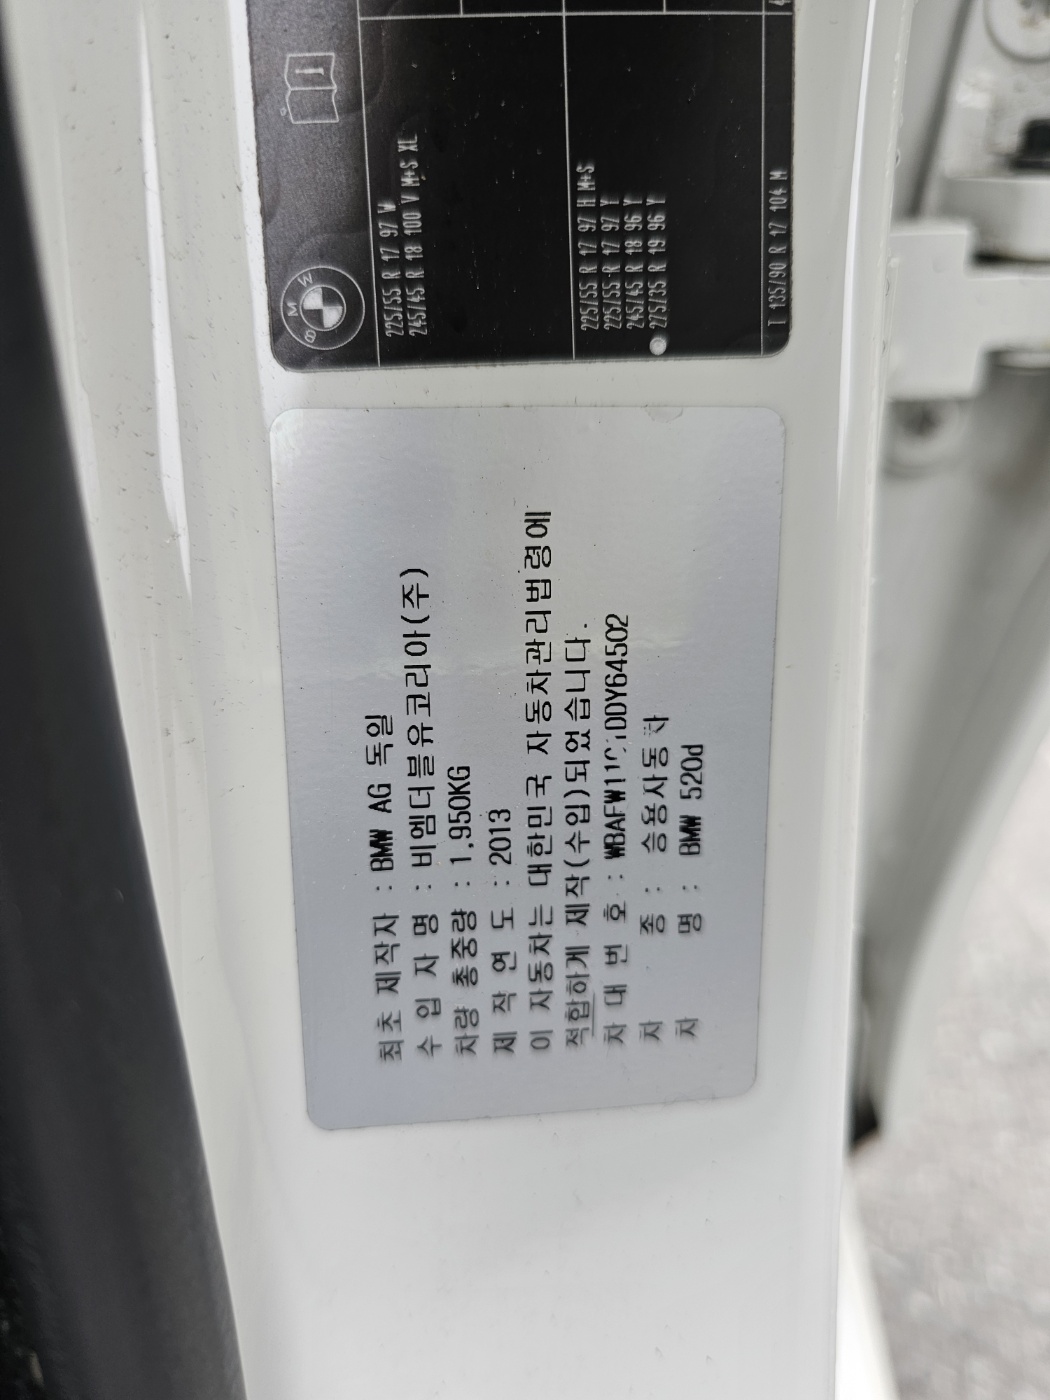 최초 제작자 : BMW AG 독일
수 입 자 명 : 비엠더블유코리아(주)
차량 총중량 : 1,950KG
제 작 연 도 : 2013
이 자동차는 대한민국 자동차관리법령에
적합하게 제작(수입)되었습니다.
차 대 번 호 :
차 종 : 승용자동차
차 명 : BMW 520d
BMW
225/55 R 17 97 W
245/45 R 18 100 V M+S XL
225/55 R 17 97 H M+S
225/55 R 17 97 Y
245/45 R 18 96 Y
275/35 R 19 96 Y
T 135/90 R 17 104 M